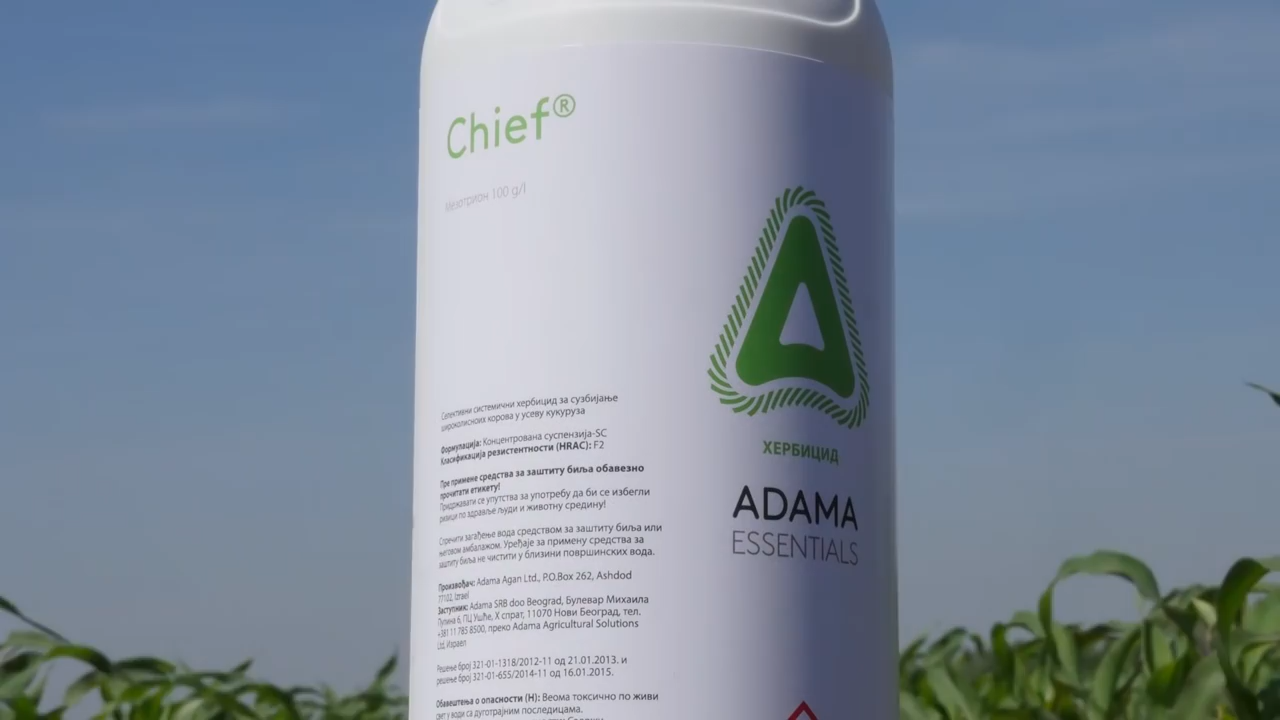 Chief®
Мезотрион 100 g/l
Селективни системични хербицид за сузбијање
широколисних корова у усеву кукуруза
Формулација: Концентрована суспензија-SC
Класификација резистентности (HRAC): F2
Пре примене средства за заштиту биља обавезно
прочитати етикету!
Придржавати се упутства за употребу да би се избегли
ризици по здравље људи и животну средину!
Спречити загађење вода средством за заштиту биља или
његовом амбалажом. Уређаје за примену средства за
заштиту биља не чистити у близини површинских вода.
Произвођач: Adama Agan Ltd., P.O.Box 262, Ashdod
77102, Izrael
Заступник: Adama SRB doo Beograd, Булевар Михаила
Пупина 6, ПЦ Ушће, X спрат, 11070 Нови Београд, тел.
+381 11 785 8500, преко Adama Agricultural Solutions
Ltd, Израел
Решење број 321-01-1318/2012-11 од 21.01.2013. и
решење број 321-01-655/2014-11 од 16.01.2015.
Обавештења о опасности (H): Веома токсично по живи
свет у води са дуготрајним последицама.
ХЕРБИЦИД
ADAMA
ESSENTIALS